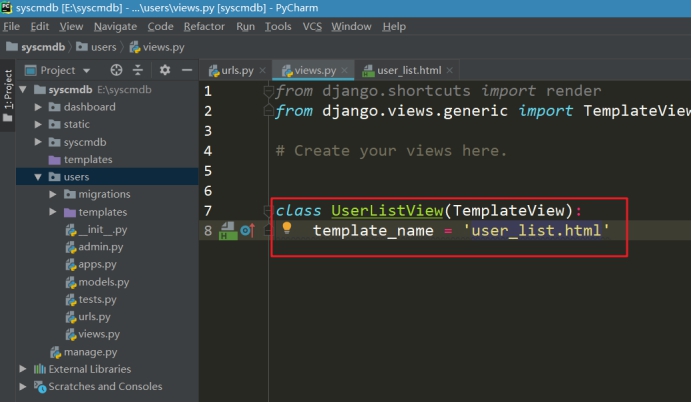 syscmdb [E:\syscmdb] - ...\users\views.py [syscmdb] - PyCharm
File Edit View Navigate Code Refactor Run Tools VCS Window Help
syscmdb users views.py
1: Project
Project
urls.py views.py user_list.html
syscmdb E:\syscmdb
dashboard
static
syscmdb
templates
users
migrations
templates
__init__.py
admin.py
apps.py
models.py
tests.py
urls.py
views.py
manage.py
External Libraries
Scratches and Consoles
1 from django.shortcuts import render
2 from django.views.generic import TemplateView
3
4 # Create your views here.
5
6
7 class UserListView(TemplateView):
8 template_name = 'user_list.html'